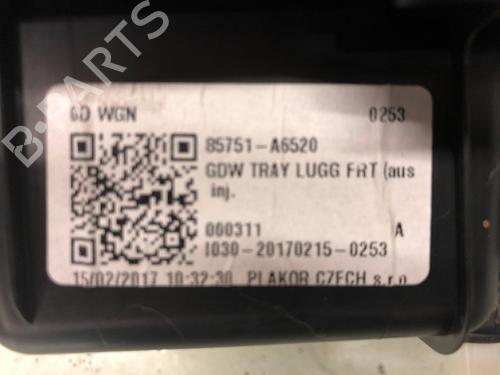 GD WGN 0253
85751-A6520
GDW TRAY LUGG FRT (aus
inj.
000311 A
I030-20170215-0253
15/02/2017 10:32:30 PLAKOR CZECH s.r.o
B-PARTS